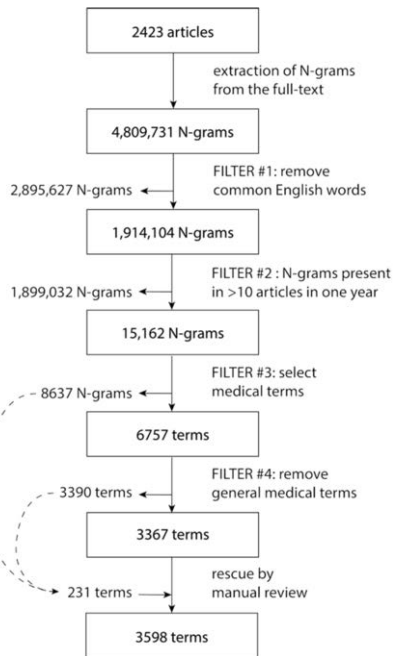 2423 articles
extraction of N-grams
from the full-text
4,809,731 N-grams
FILTER #1: remove
common English words
2,895,627 N-grams
1,914,104 N-grams
FILTER #2 : N-grams present
in >10 articles in one year
1,899,032 N-grams
15,162 N-grams
FILTER #3: select
medical terms
8637 N-grams
6757 terms
FILTER #4: remove
general medical terms
3390 terms
3367 terms
rescue by
manual review
231 terms
3598 terms